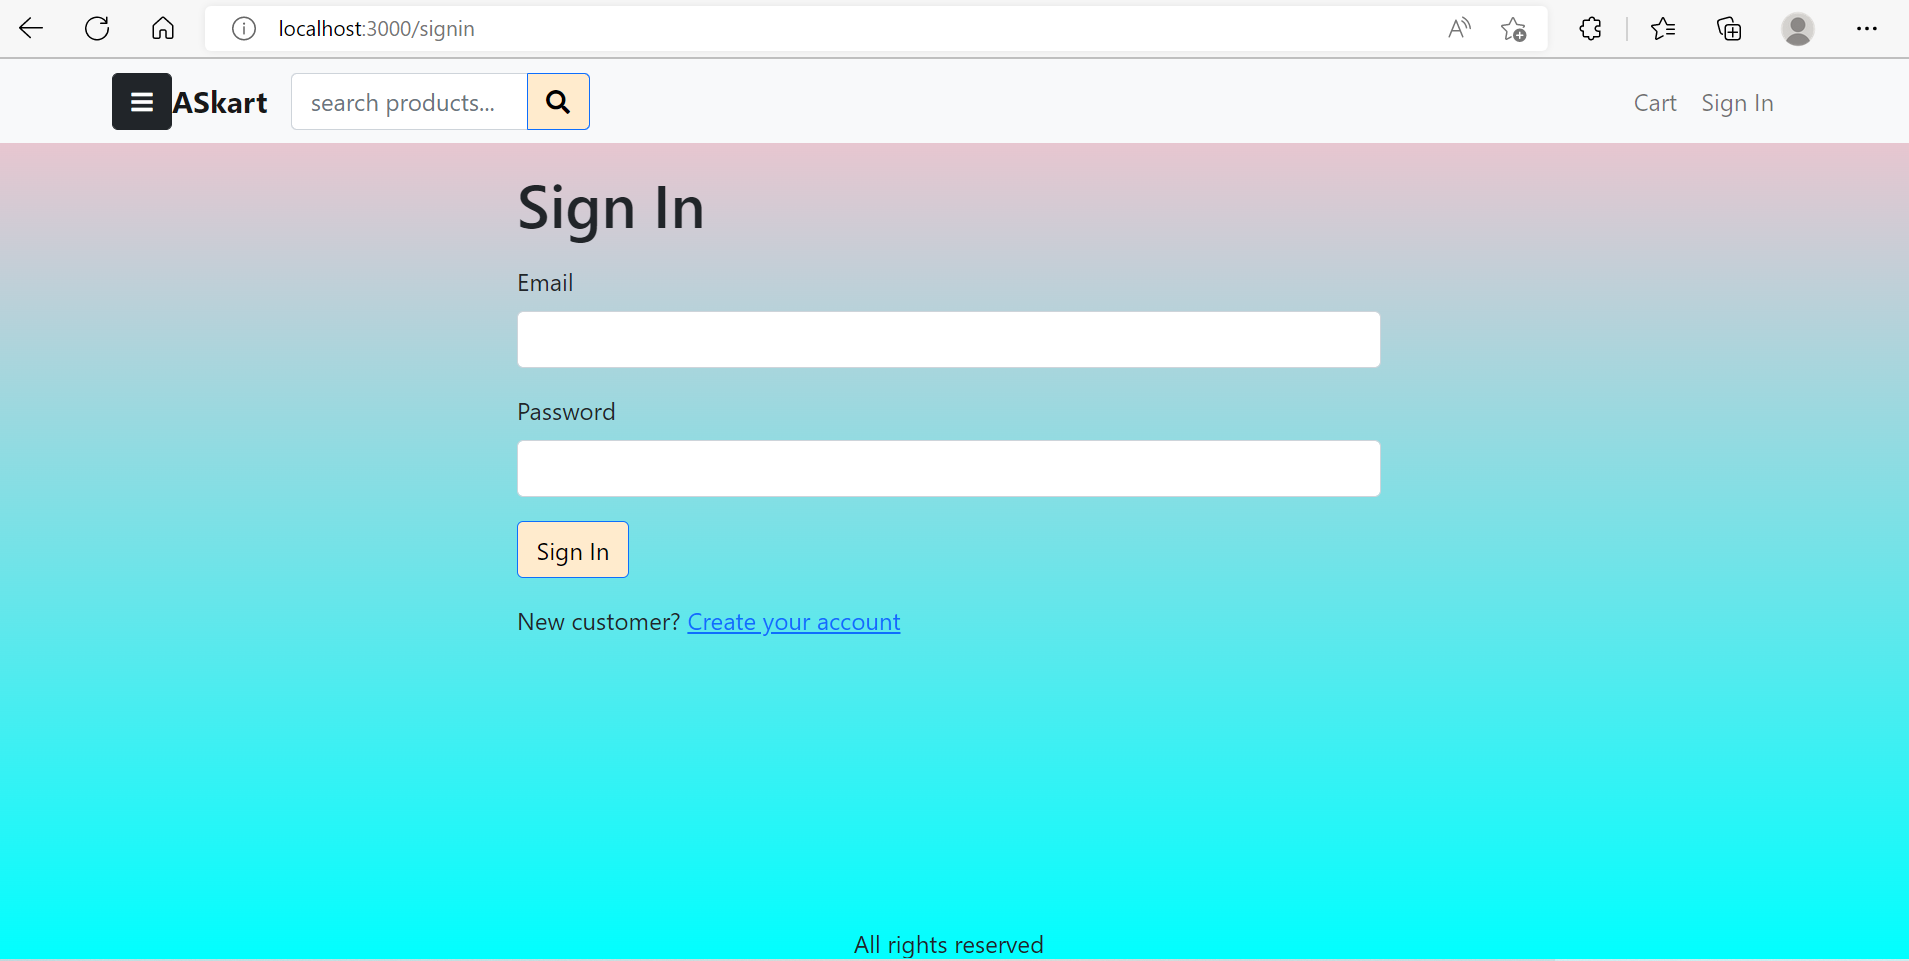 localhost:3000/signin
ASkart search products... Cart Sign In
Sign In
Email
Password
Sign In
New customer? Create your account
All rights reserved